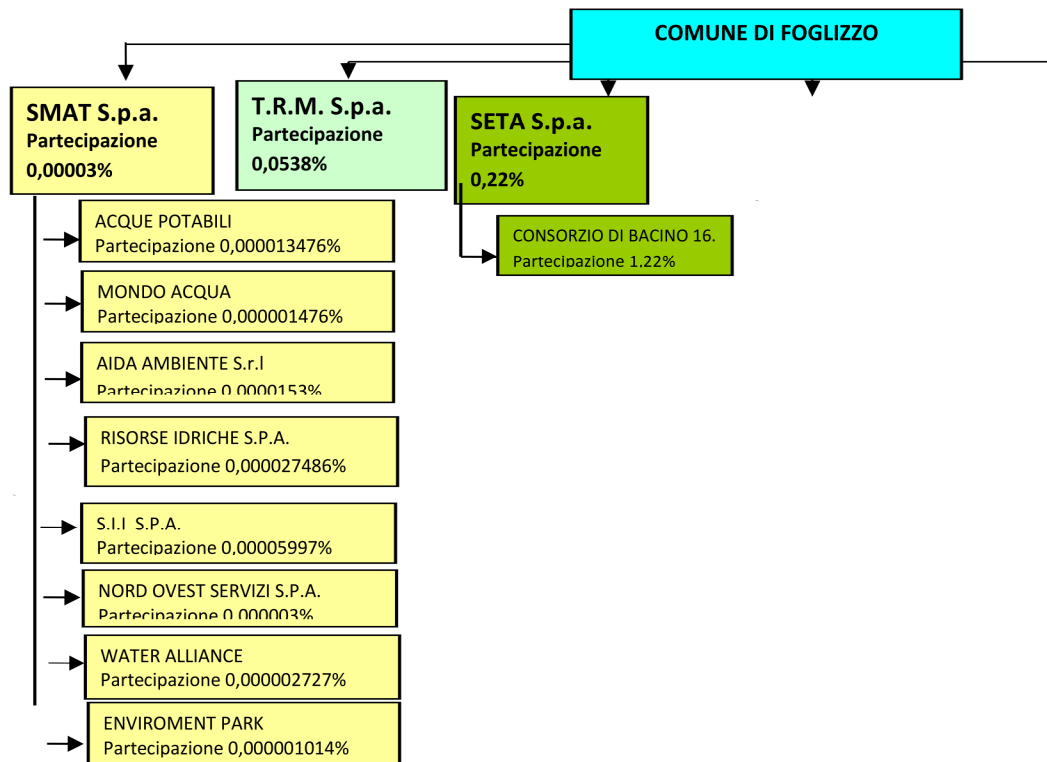 COMUNE DI FOGLIZZO
SMAT S.p.a.
Partecipazione
0,00003%
T.R.M. S.p.a.
Partecipazione
0,0538%
SETA S.p.a.
Partecipazione
0,22%
ACQUE POTABILI
Partecipazione 0,000013476%
MONDO ACQUA
Partecipazione 0,000001476%
AIDA AMBIENTE S.r.l
Partecipazione 0,0000153%
RISORSE IDRICHE S.P.A.
Partecipazione 0,000027486%
S.I.I S.P.A.
Partecipazione 0,00005997%
NORD OVEST SERVIZI S.P.A.
Partecipazione 0,000003%
WATER ALLIANCE
Partecipazione 0,000002727%
ENVIROMENT PARK
Partecipazione 0,000001014%
CONSORZIO DI BACINO 16.
Partecipazione 1,22%